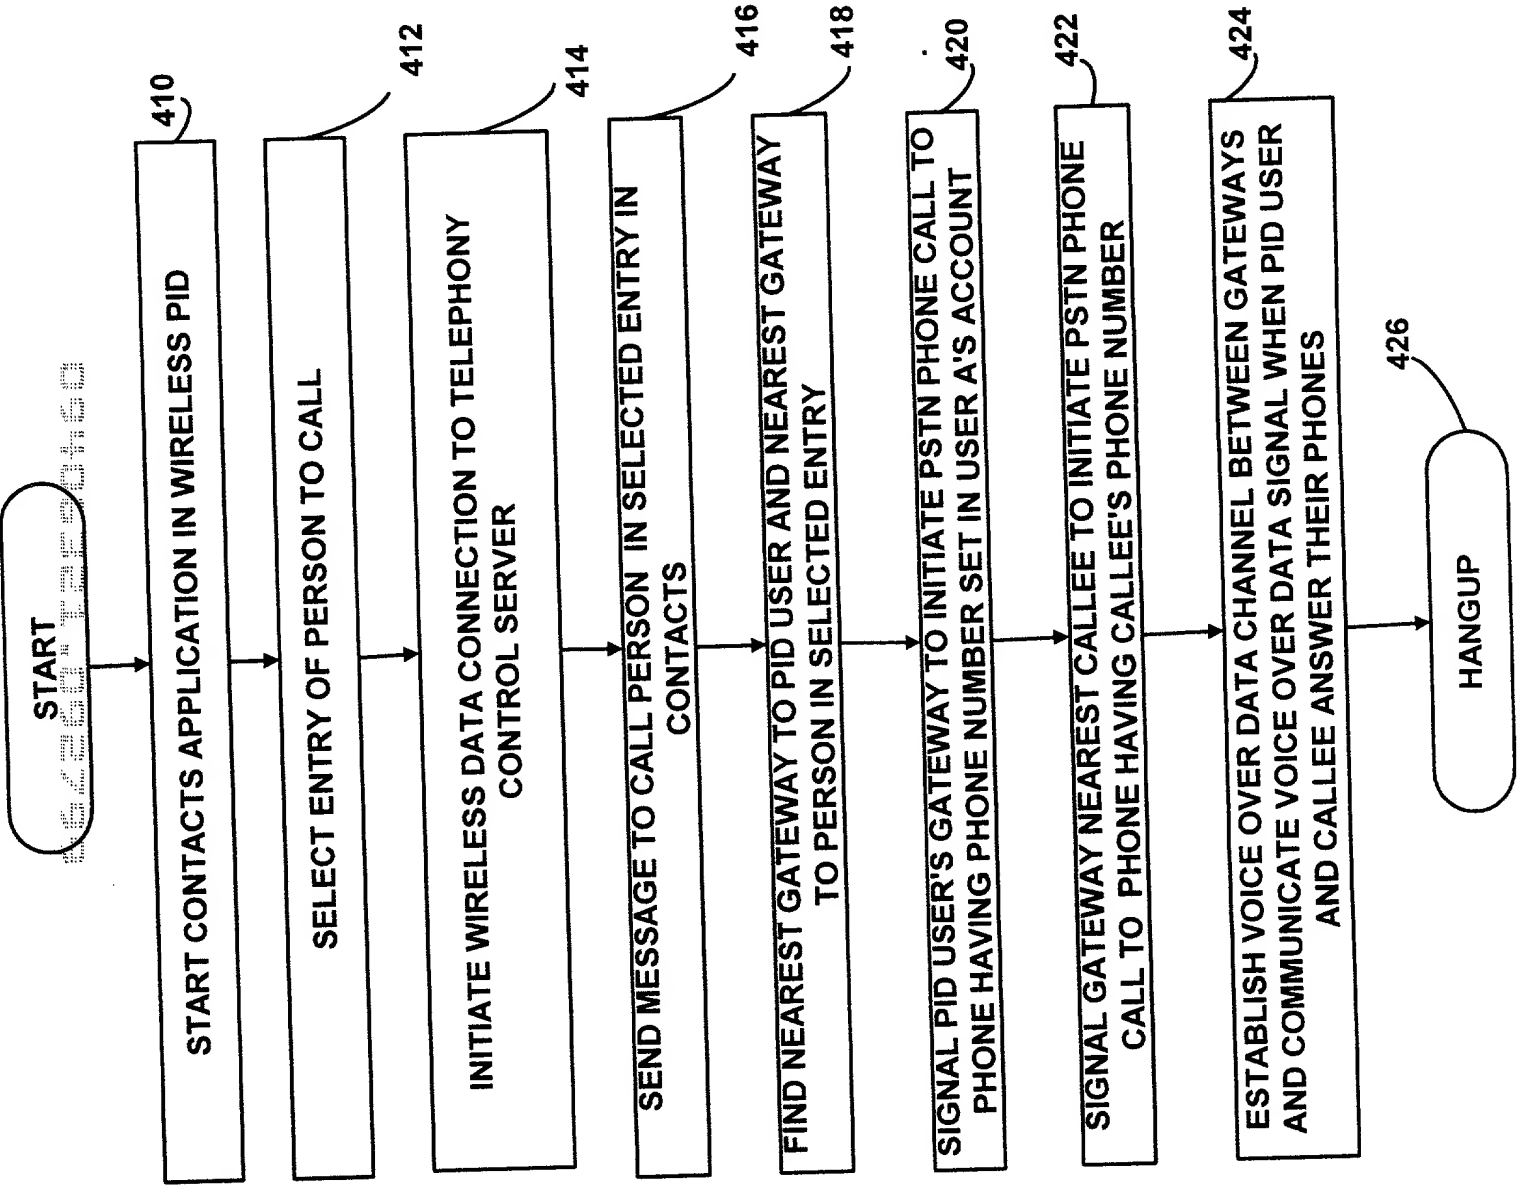 START
410
START CONTACTS APPLICATION IN WIRELESS PID
412
SELECT ENTRY OF PERSON TO CALL
414
INITIATE WIRELESS DATA CONNECTION TO TELEPHONY
CONTROL SERVER
416
SEND MESSAGE TO CALL PERSON IN SELECTED ENTRY IN
CONTACTS
418
FIND NEAREST GATEWAY TO PID USER AND NEAREST GATEWAY
TO PERSON IN SELECTED ENTRY
420
SIGNAL PID USER'S GATEWAY TO INITIATE PSTN PHONE CALL TO
PHONE HAVING PHONE NUMBER SET IN USER A'S ACCOUNT
422
SIGNAL GATEWAY NEAREST CALLEE TO INITIATE PSTN PHONE
CALL TO PHONE HAVING CALLEE'S PHONE NUMBER
424
ESTABLISH VOICE OVER DATA CHANNEL BETWEEN GATEWAYS
AND COMMUNICATE VOICE OVER DATA SIGNAL WHEN PID USER
AND CALLEE ANSWER THEIR PHONES
426
HANGUP